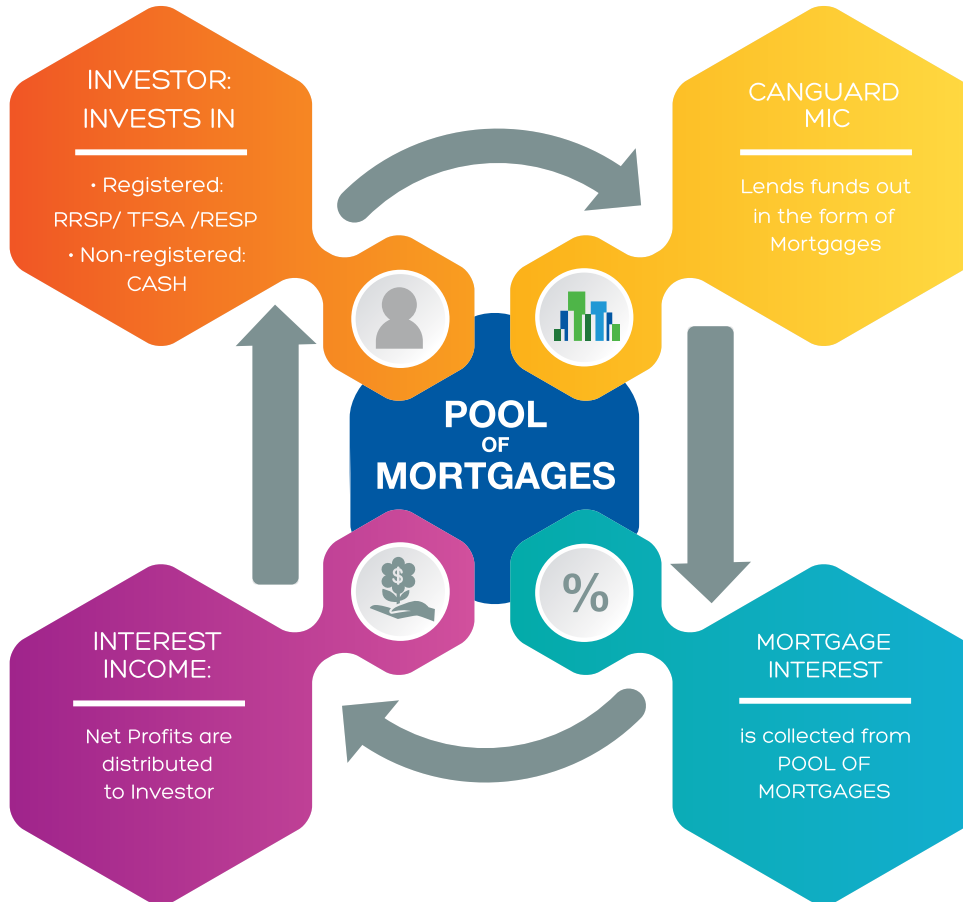 INVESTOR:
INVESTS IN
• Registered:
RRSP/ TFSA /RESP
• Non-registered:
CASH
CANGUARD
MIC
Lends funds out
in the form of
Mortgages
POOL
OF
MORTGAGES
$
%
INTEREST
INCOME:
Net Profits are
distributed
to Investor
MORTGAGE
INTEREST
is collected from
POOL OF
MORTGAGES